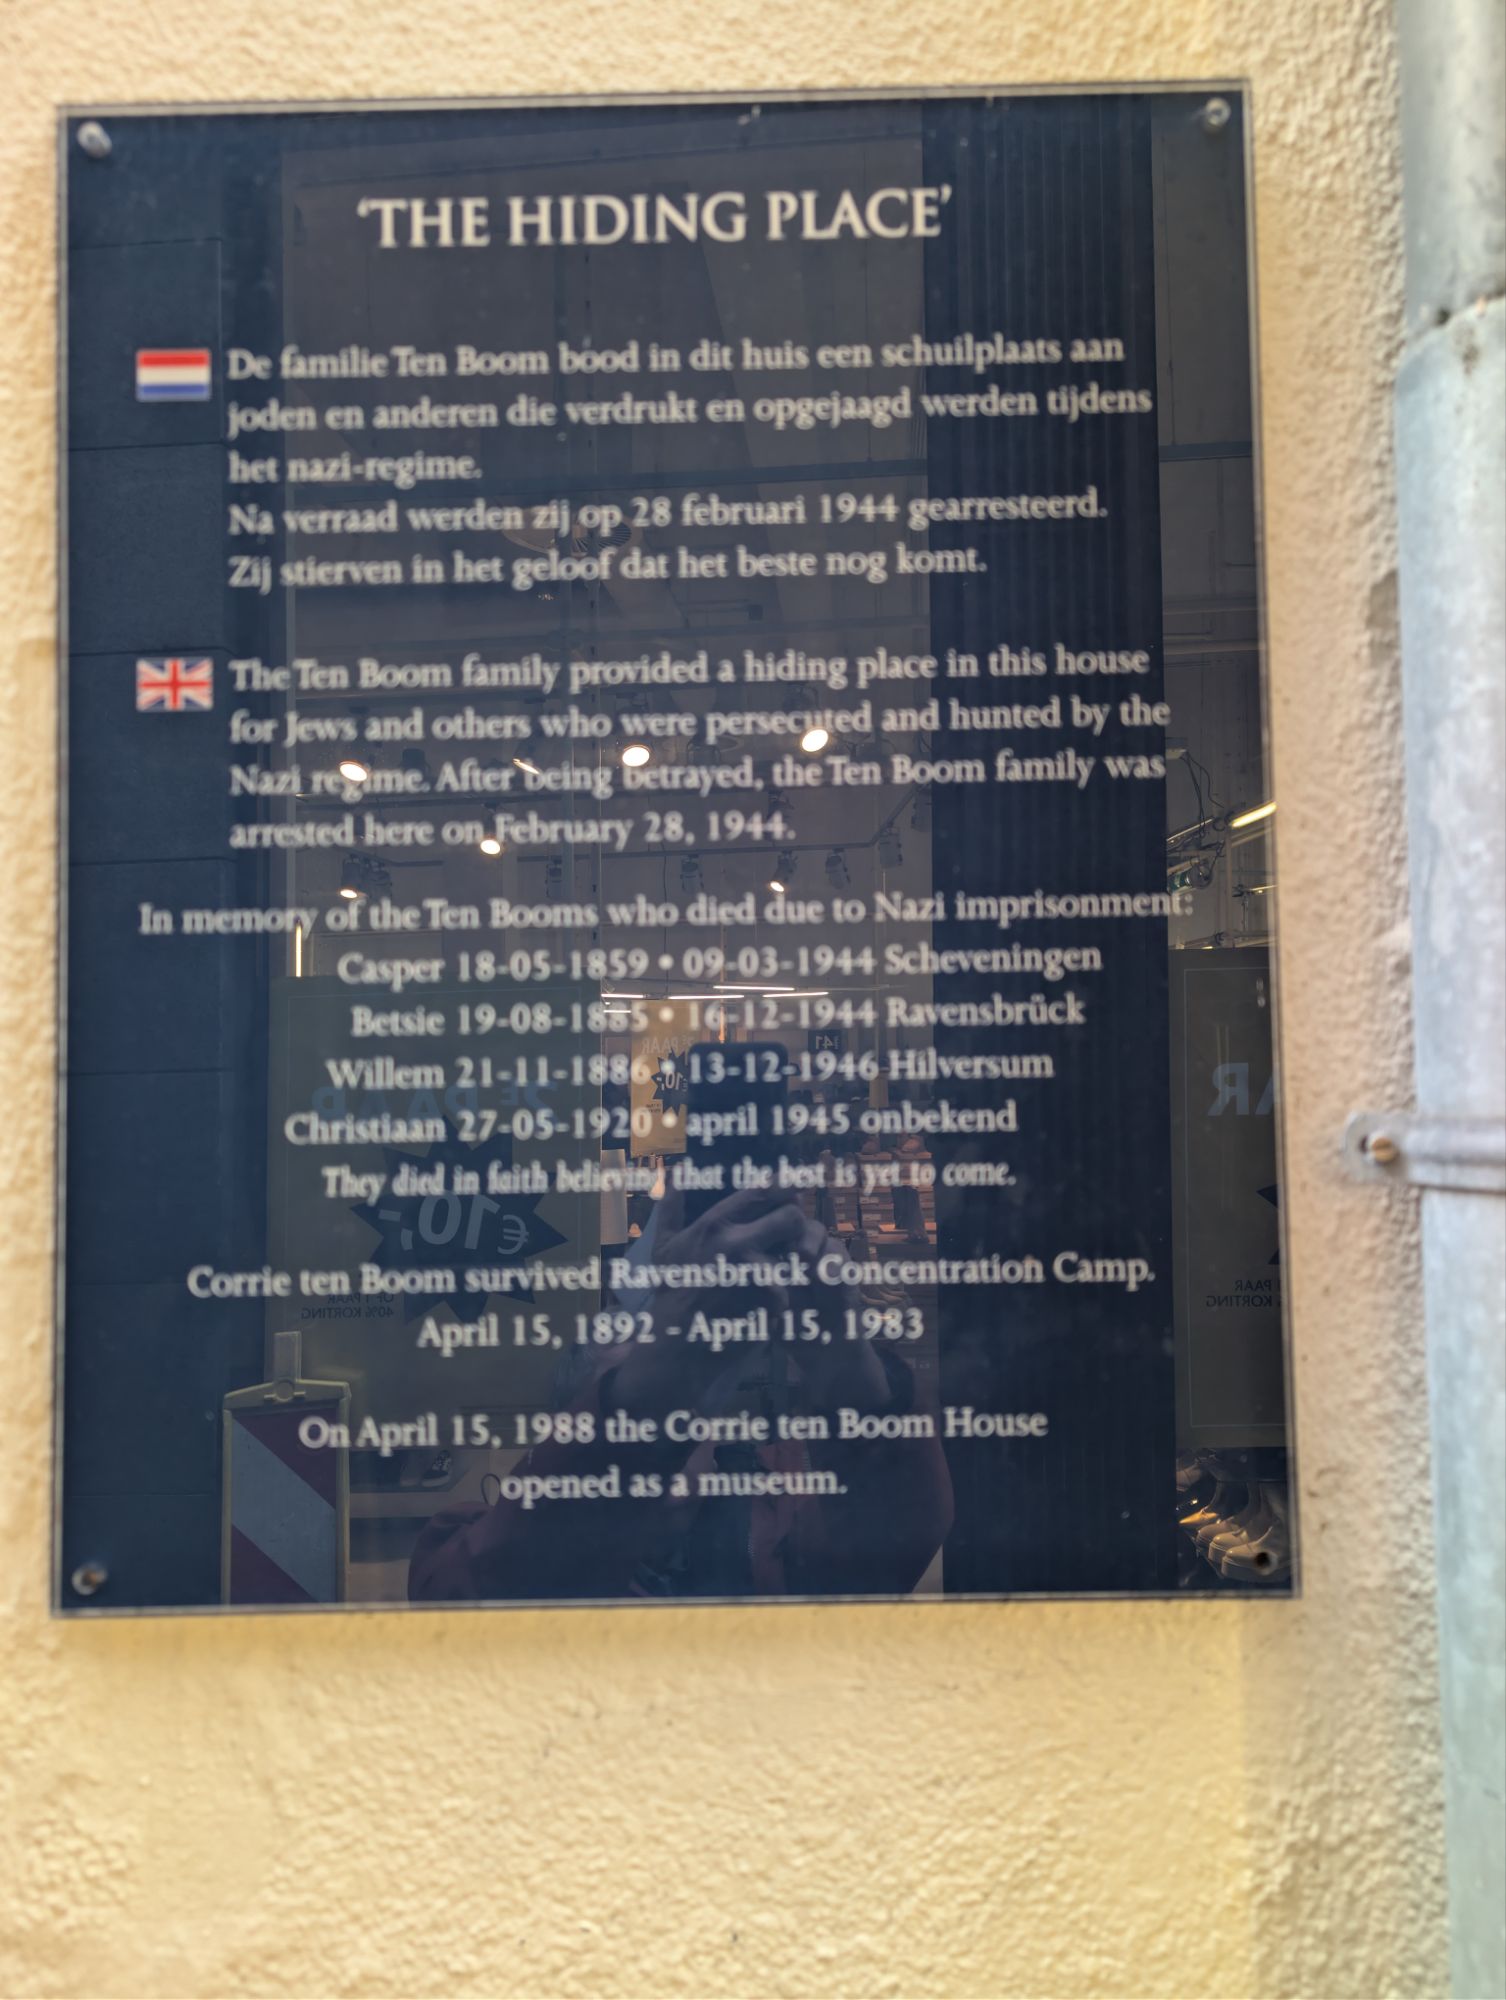 ‘THE HIDING PLACE’
De familie Ten Boom bood in dit huis een schuilplaats aan
joden en anderen die verdrukt en opgejaagd werden tijdens
het nazi-regime.
Na verraad werden zij op 28 februari 1944 gearresteerd.
Zij stierven in het geloof dat het beste nog komt.
The Ten Boom family provided a hiding place in this house
for Jews and others who were persecuted and hunted by the
Nazi regime. After being betrayed, the Ten Boom family was
arrested here on February 28, 1944.
In memory of the Ten Booms who died due to Nazi imprisonment:
Casper 18-05-1859 • 09-03-1944 Scheveningen
Betsie 19-08-1885 • 16-12-1944 Ravensbrück
Willem 21-11-1886 • 13-12-1946 Hilversum
Christiaan 27-05-1920 • april 1945 onbekend
They died in faith believing that the best is yet to come.
Corrie ten Boom survived Ravensbruck Concentration Camp.
April 15, 1892 - April 15, 1983
On April 15, 1988 the Corrie ten Boom House
opened as a museum.
2E PAAR
€10,-
40% KORTING